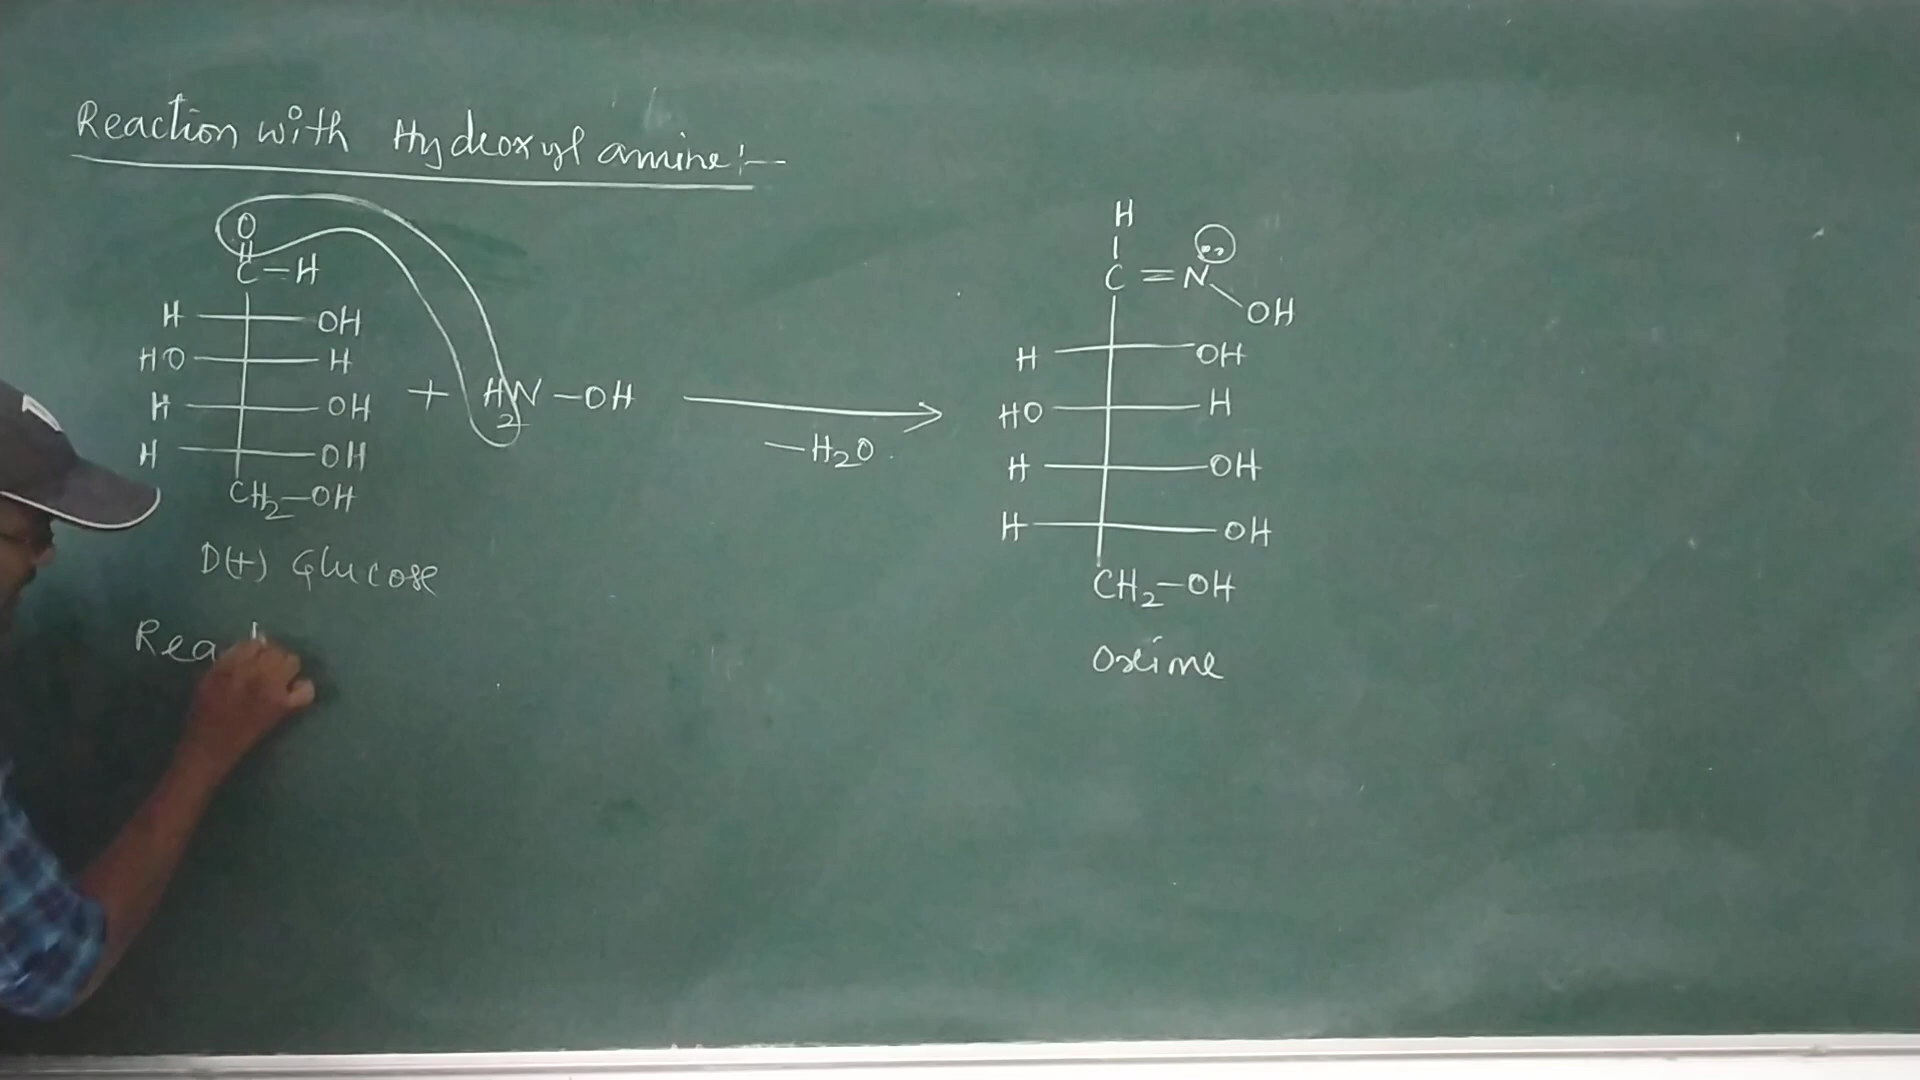 Reaction with Hydroxyl amine:—
O
||
C—H
H OH
HO H
H OH + H2N—OH
H OH
CH2—OH
D(+) Glucose
Rea
—H2O.
H
|
C=N
OH
H OH
HO H
H OH
H OH
CH2—OH
Oxime